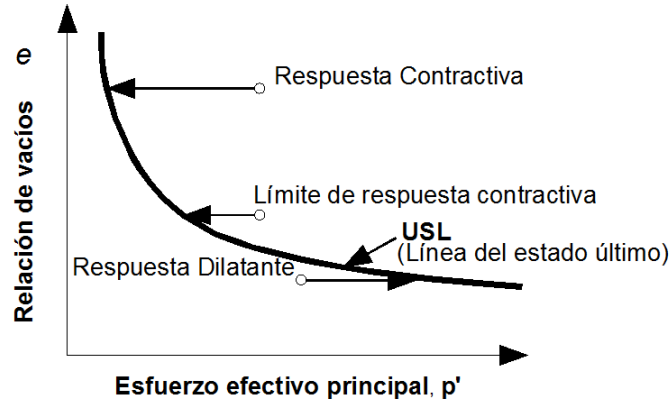 Relación de vacíos e
Respuesta Contractiva
Límite de respuesta contractiva
USL
(Línea del estado último)
Respuesta Dilatante
Esfuerzo efectivo principal, p'